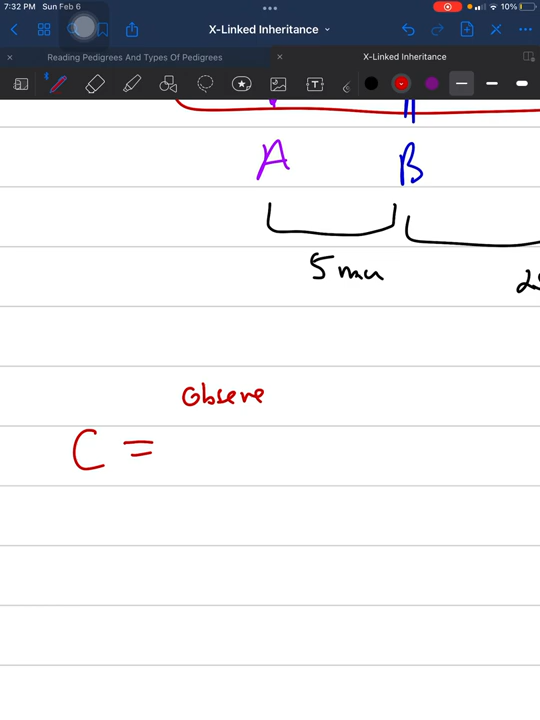 7:32 PM Sun Feb 6
10%
X-Linked Inheritance
Reading Pedigrees And Types Of Pedigrees
X-Linked Inheritance
A
B
5 mu
Obsere
C =